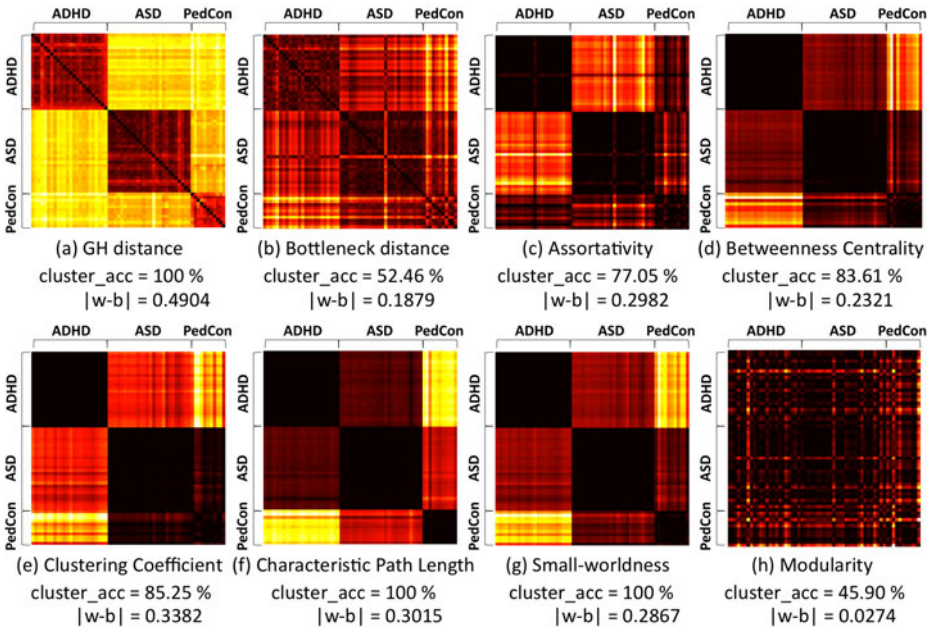 ADHD ASD PedCon ADHD ASD PedCon ADHD ASD PedCon ADHD ASD PedCon
ADHD ADHD ADHD ADHD
ASD ASD ASD ASD
PedCon PedCon PedCon PedCon
(a) GH distance (b) Bottleneck distance (c) Assortativity (d) Betweenness Centrality
cluster_acc = 100 % cluster_acc = 52.46 % cluster_acc = 77.05 % cluster_acc = 83.61 %
|w-b| = 0.4904 |w-b| = 0.1879 |w-b| = 0.2982 |w-b| = 0.2321
ADHD ASD PedCon ADHD ASD PedCon ADHD ASD PedCon ADHD ASD PedCon
ADHD ADHD ADHD ADHD
ASD ASD ASD ASD
PedCon PedCon PedCon PedCon
(e) Clustering Coefficient (f) Characteristic Path Length (g) Small-worldness (h) Modularity
cluster_acc = 85.25 % cluster_acc = 100 % cluster_acc = 100 % cluster_acc = 45.90 %
|w-b| = 0.3382 |w-b| = 0.3015 |w-b| = 0.2867 |w-b| = 0.0274